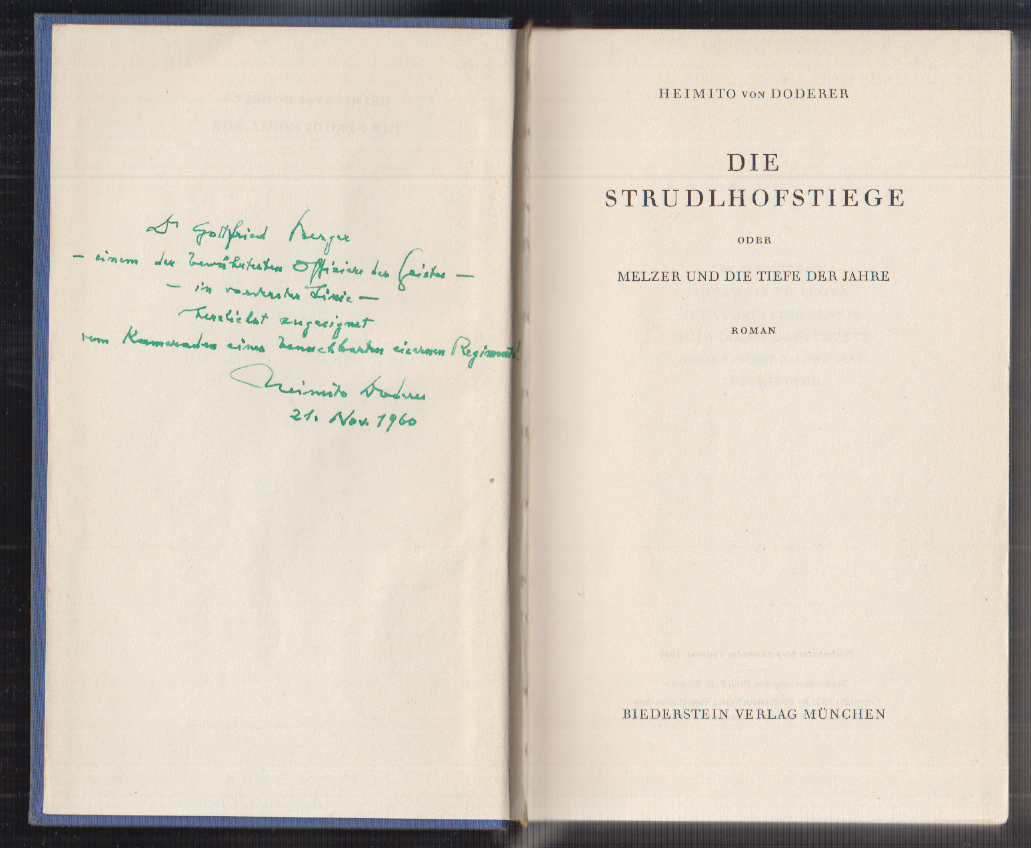 Dr Gottfried Berger
– einem der bewährtesten Offiziere des Geistes –
– in vorderster Linie –
herzlichst zugeeignet
vom Kameraden eines benachbarten eisernen Regiments!
Heimito Doderer
21. Nov. 1960
HEIMITO VON DODERER
DIE
STRUDLHOFSTIEGE
ODER
MELZER UND DIE TIEFE DER JAHRE
ROMAN
BIEDERSTEIN VERLAG MÜNCHEN